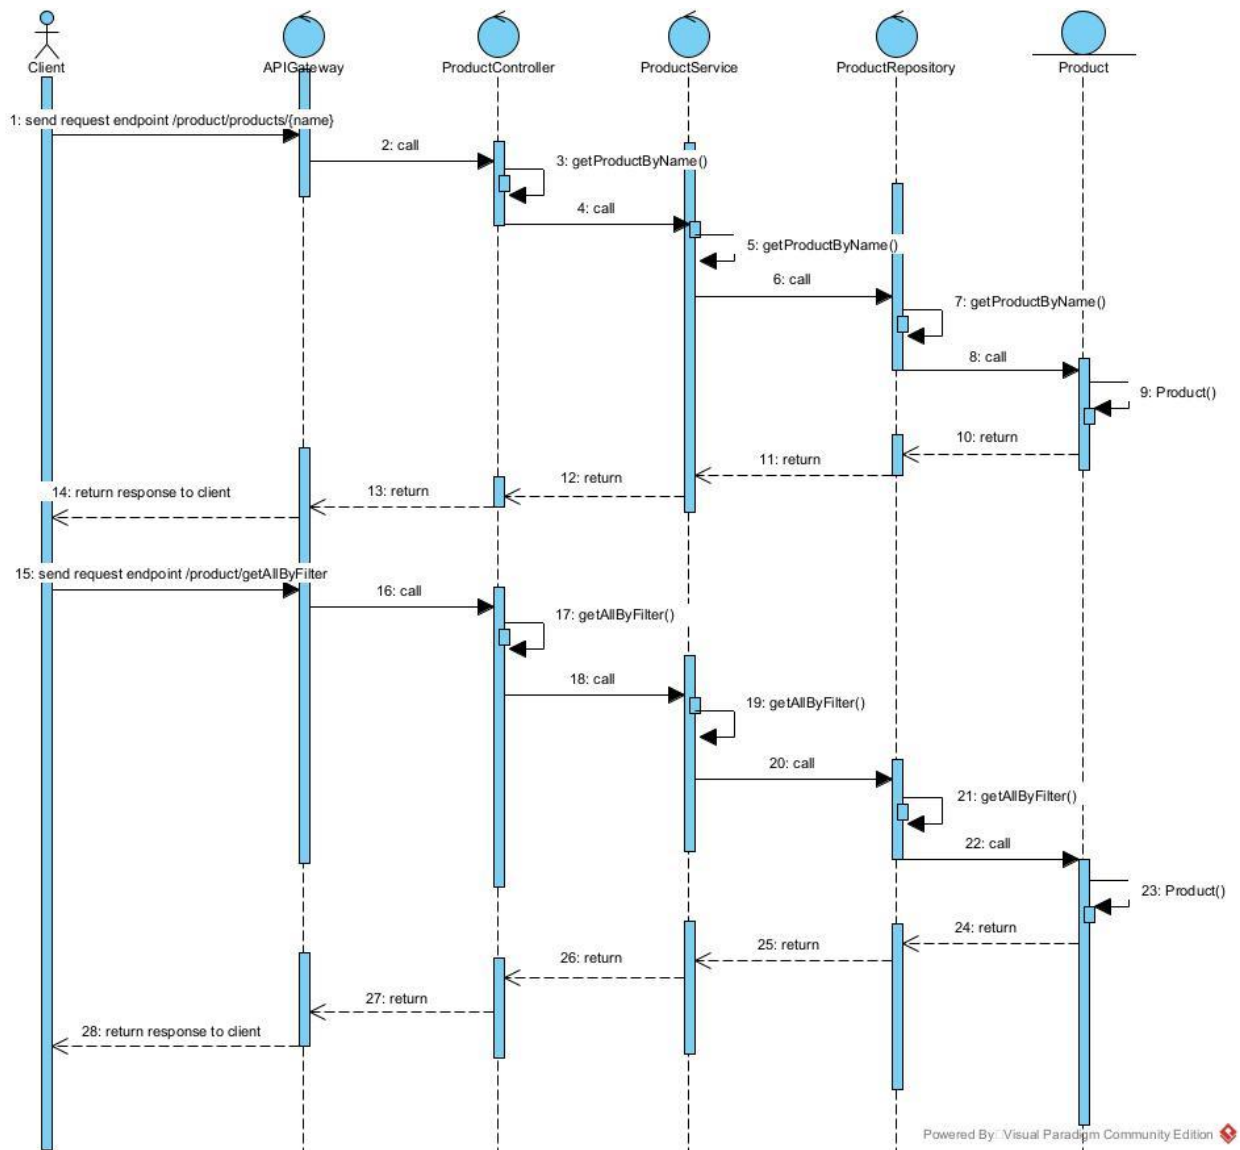 Client
APIGateway
ProductController
ProductService
ProductRepository
Product
1: send request endpoint /product/products/{name}
2: call
3: getProductByName()
4: call
5: getProductByName()
6: call
7: getProductByName()
8: call
9: Product()
10: return
11: return
12: return
13: return
14: return response to client
15: send request endpoint /product/getAllByFilter
16: call
17: getAllByFilter()
18: call
19: getAllByFilter()
20: call
21: getAllByFilter()
22: call
23: Product()
24: return
25: return
26: return
27: return
28: return response to client
Powered By Visual Paradigm Community Edition